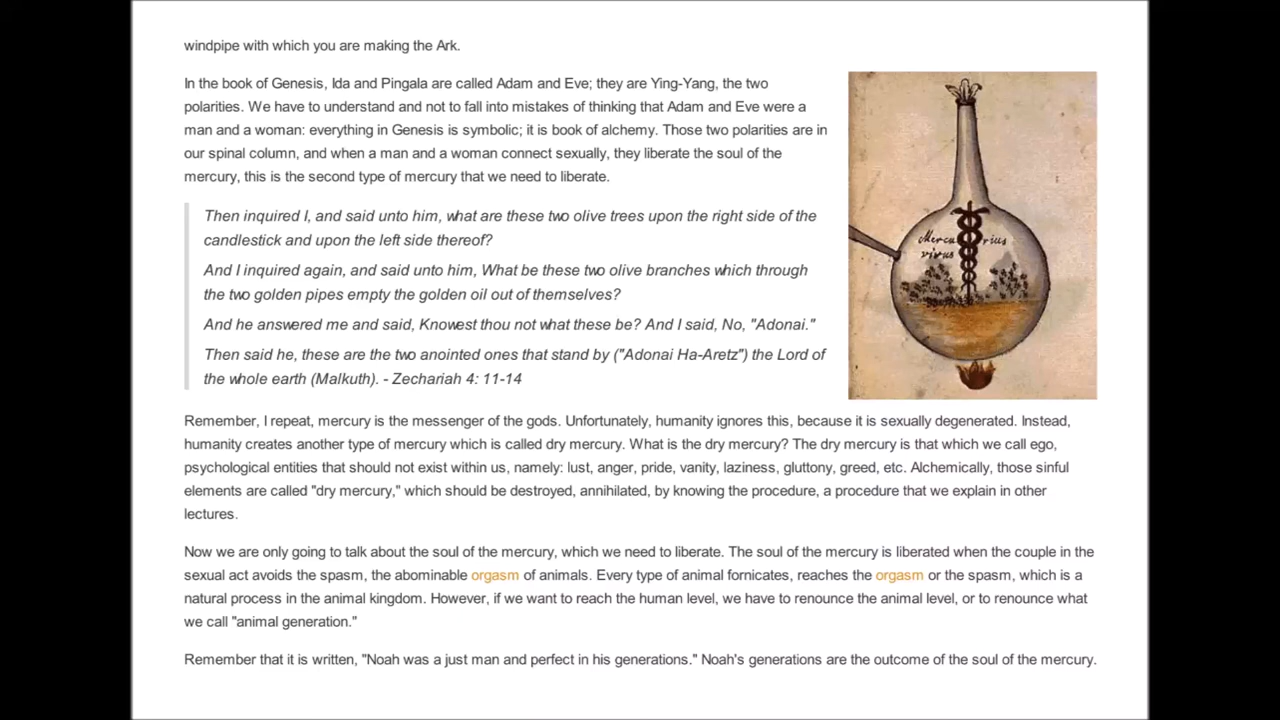 windpipe with which you are making the Ark.
In the book of Genesis, Ida and Pingala are called Adam and Eve; they are Ying-Yang, the two
polarities. We have to understand and not to fall into mistakes of thinking that Adam and Eve were a
man and a woman: everything in Genesis is symbolic; it is book of alchemy. Those two polarities are in
our spinal column, and when a man and a woman connect sexually, they liberate the soul of the
mercury, this is the second type of mercury that we need to liberate.
Then inquired I, and said unto him, what are these two olive trees upon the right side of the
candlestick and upon the left side thereof?
And I inquired again, and said unto him, What be these two olive branches which through
the two golden pipes empty the golden oil out of themselves?
And he answered me and said, Knowest thou not what these be? And I said, No, "Adonai."
Then said he, these are the two anointed ones that stand by ("Adonai Ha-Aretz") the Lord of
the whole earth (Malkuth). - Zechariah 4: 11-14
Mercurius
vivus
Remember, I repeat, mercury is the messenger of the gods. Unfortunately, humanity ignores this, because it is sexually degenerated. Instead,
humanity creates another type of mercury which is called dry mercury. What is the dry mercury? The dry mercury is that which we call ego,
psychological entities that should not exist within us, namely: lust, anger, pride, vanity, laziness, gluttony, greed, etc. Alchemically, those sinful
elements are called "dry mercury," which should be destroyed, annihilated, by knowing the procedure, a procedure that we explain in other
lectures.
Now we are only going to talk about the soul of the mercury, which we need to liberate. The soul of the mercury is liberated when the couple in the
sexual act avoids the spasm, the abominable orgasm of animals. Every type of animal fornicates, reaches the orgasm or the spasm, which is a
natural process in the animal kingdom. However, if we want to reach the human level, we have to renounce the animal level, or to renounce what
we call "animal generation."
Remember that it is written, "Noah was a just man and perfect in his generations." Noah's generations are the outcome of the soul of the mercury.